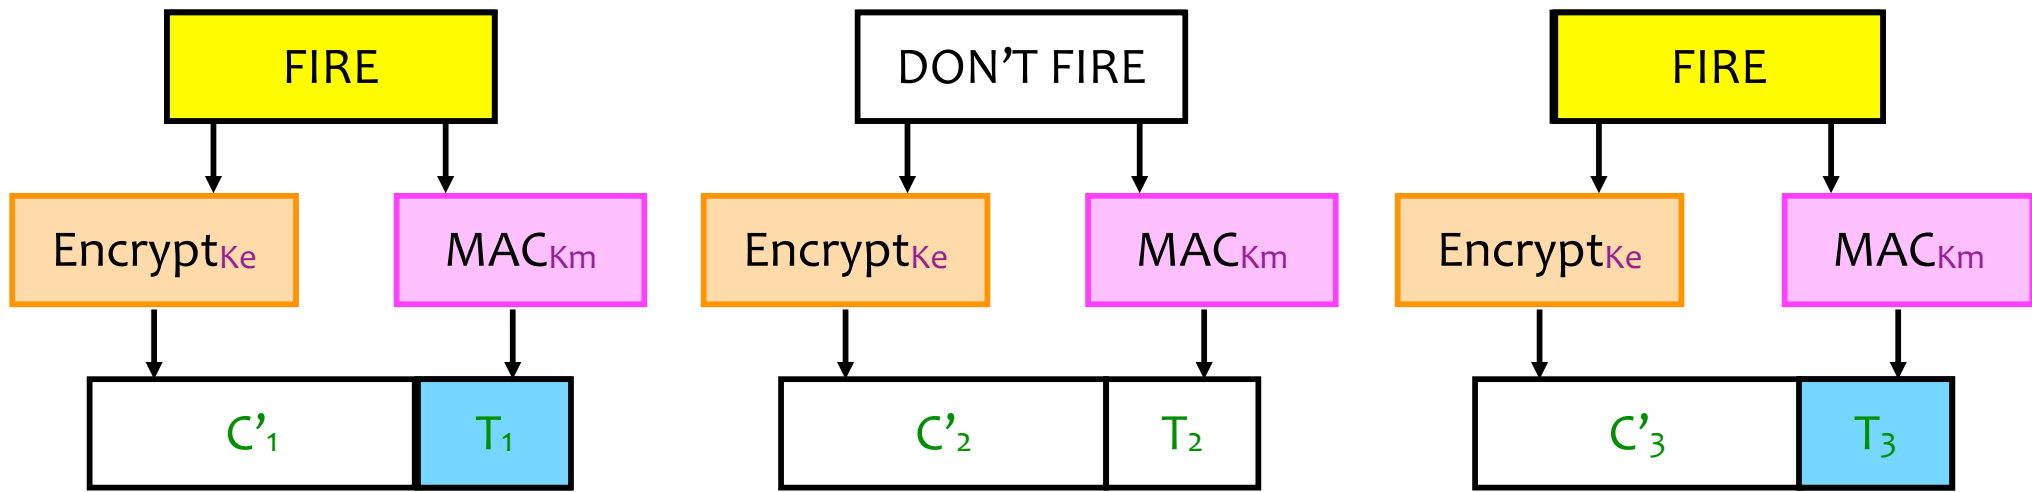 FIRE DON’T FIRE FIRE
EncryptKe MACKm EncryptKe MACKm EncryptKe MACKm
C’1 T1 C’2 T2 C’3 T3